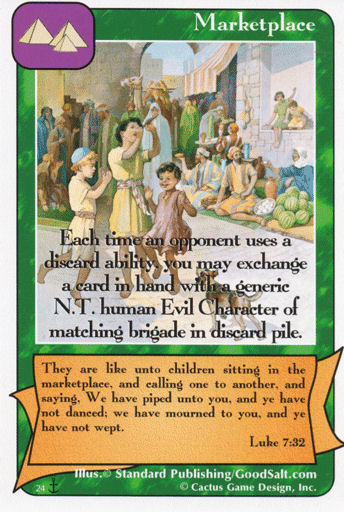 Marketplace
Each time an opponent uses a
discard ability, you may exchange
a card in hand with a generic
N.T. human Evil Character of
matching brigade in discard pile.
They are like unto children sitting in the
marketplace, and calling one to another, and
saying, We have piped unto you, and ye have
not danced; we have mourned to you, and ye
have not wept.
Luke 7:32
Illus.© Standard Publishing/GoodSalt.com
24 © Cactus Game Design, Inc.